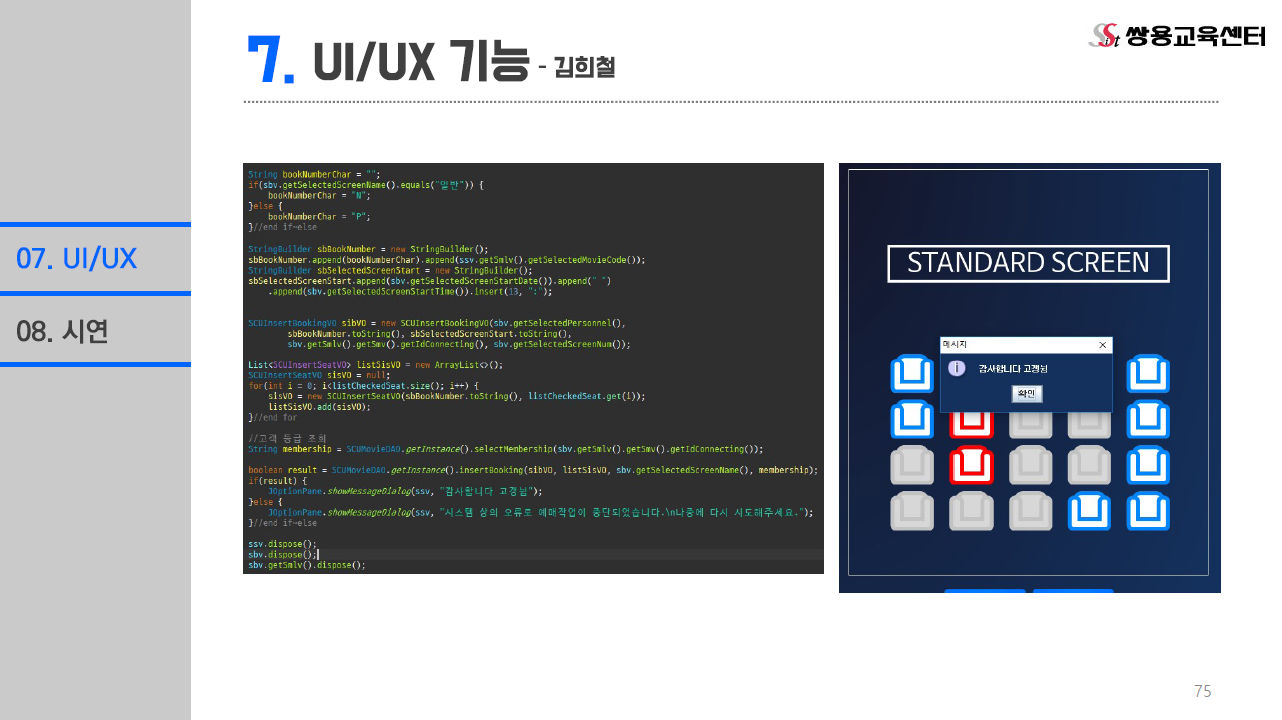 7. UI/UX 기능 - 김희철
Sist 쌍용교육센터
07. UI/UX
08. 시연
String bookNumberChar = "";
if(sbv.getSelectedScreenName().equals("일반")) {
bookNumberChar = "N";
}else {
bookNumberChar = "P";
}//end if~else
StringBuilder sbBookNumber = new StringBuilder();
sbBookNumber.append(bookNumberChar).append(ssv.getSmlv().getSelectedMovieCode());
StringBuilder sbSelectedScreenStart = new StringBuilder();
sbSelectedScreenStart.append(sbv.getSelectedScreenStartDate()).append(" ")
.append(sbv.getSelectedScreenStartTime()).insert(13, ":");
SCUInsertBookingVO sibVO = new SCUInsertBookingVO(sbv.getSelectedPersonnel(),
sbBookNumber.toString(), sbSelectedScreenStart.toString(),
sbv.getSmlv().getSmv().getIdConnecting(), sbv.getSelectedScreenNum());
List<SCUInsertSeatVO> listSisVO = new ArrayList<>();
SCUInsertSeatVO sisVO = null;
for(int i = 0; i<listCheckedSeat.size(); i++) {
sisVO = new SCUInsertSeatVO(sbBookNumber.toString(), listCheckedSeat.get(i));
listSisVO.add(sisVO);
}//end for
//고객 등급 조회
String membership = SCUMovieDAO.getInstance().selectMembership(sbv.getSmlv().getSmv().getIdConnecting());
boolean result = SCUMovieDAO.getInstance().insertBooking(sibVO, listSisVO, sbv.getSelectedScreenName(), membership);
if(result) {
JOptionPane.showMessageDialog(ssv, "감사합니다 고갱님");
}else {
JOptionPane.showMessageDialog(ssv, "시스템 상의 오류로 예매작업이 중단되었습니다.\n나중에 다시 시도해주세요.");
}//end if~else
ssv.dispose();
sbv.dispose();
sbv.getSmlv().dispose();
STANDARD SCREEN
메시지
감사합니다 고갱님
확인
75